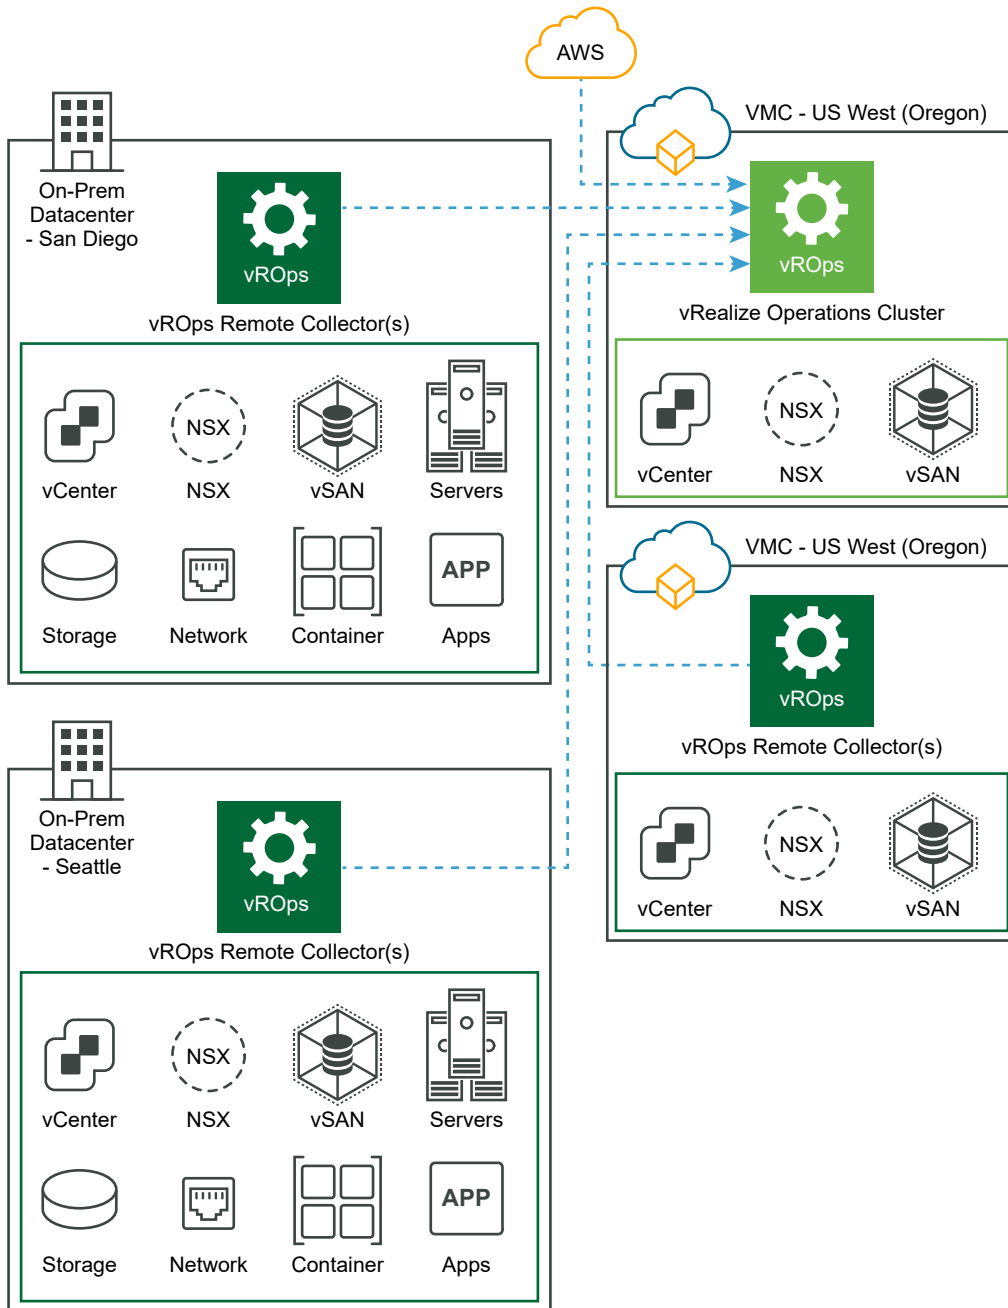 AWS
On-Prem
Datacenter
- San Diego
vROps
vROps Remote Collector(s)
NSX
vCenter
NSX
vSAN
Servers
APP
Storage
Network
Container
Apps
VMC - US West (Oregon)
vROps
vRealize Operations Cluster
NSX
vCenter
NSX
vSAN
VMC - US West (Oregon)
vROps
vROps Remote Collector(s)
NSX
vCenter
NSX
vSAN
On-Prem
Datacenter
- Seattle
vROps
vROps Remote Collector(s)
NSX
vCenter
NSX
vSAN
Servers
APP
Storage
Network
Container
Apps